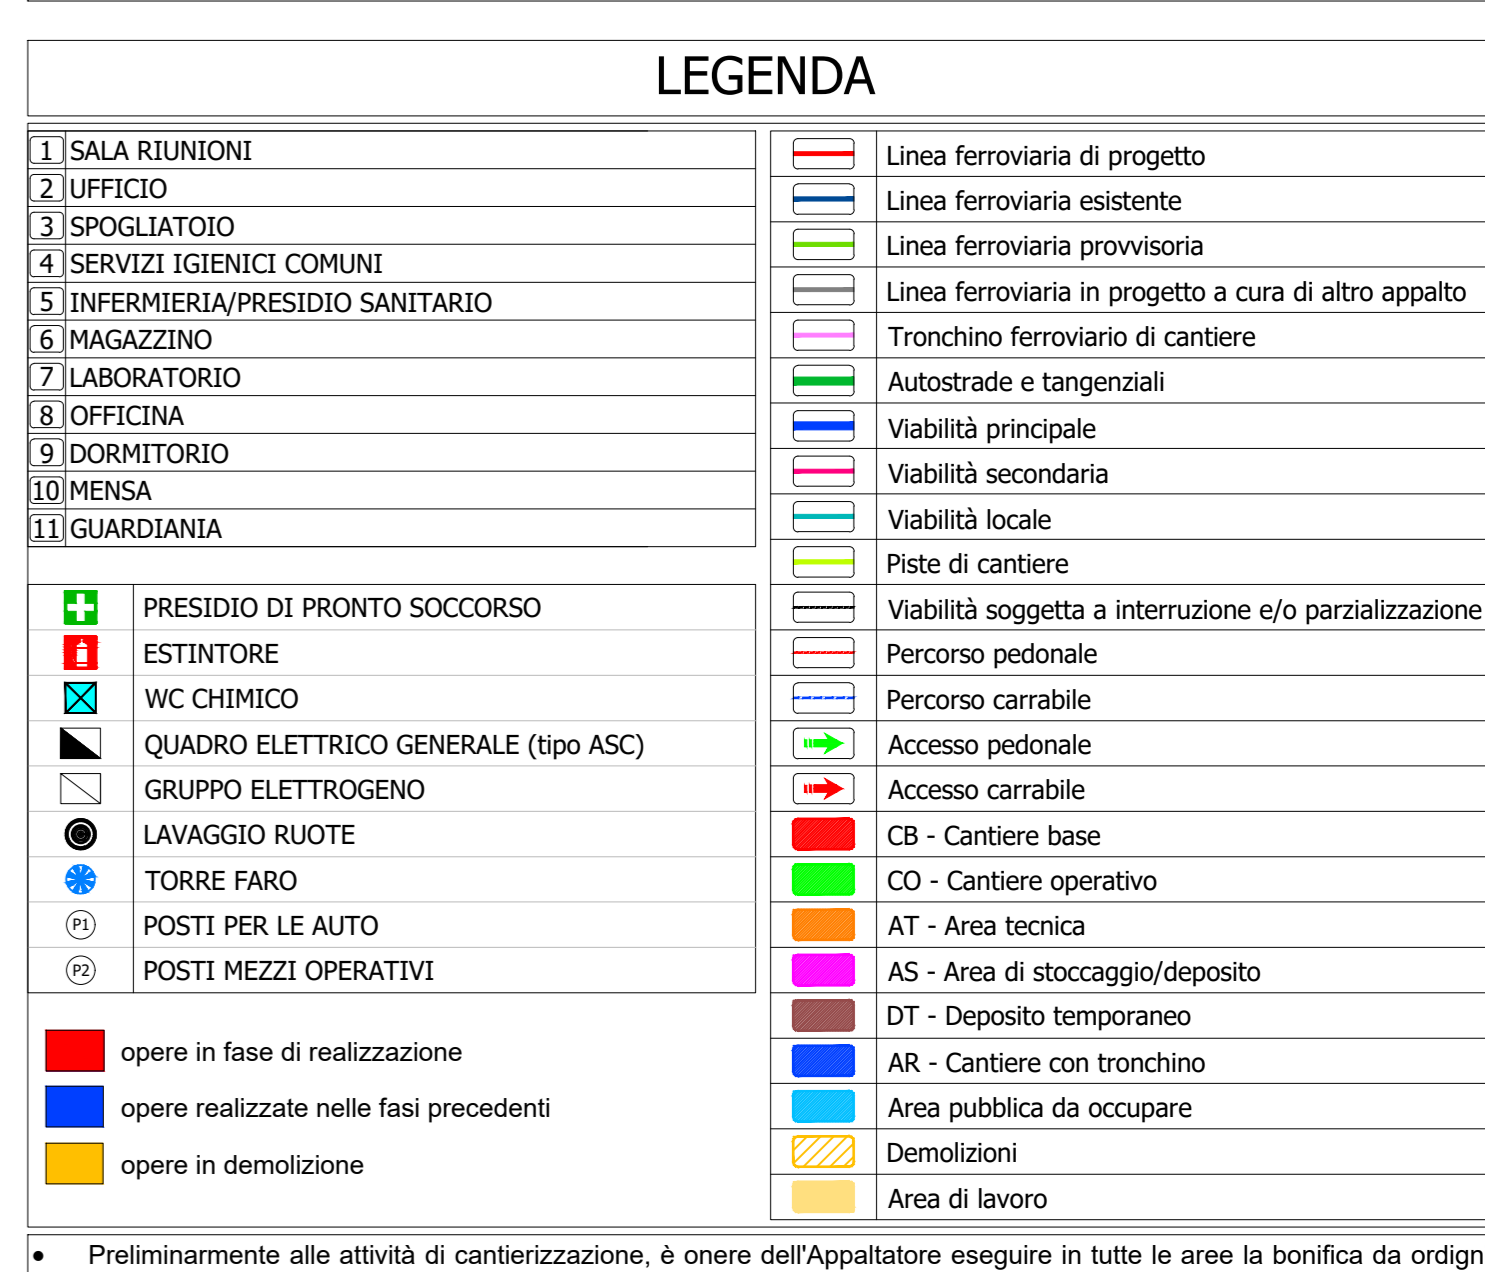 LEGENDA
1 SALA RIUNIONI
2 UFFICIO
3 SPOGLIATOIO
4 SERVIZI IGIENICI COMUNI
5 INFERMIERIA/PRESIDIO SANITARIO
6 MAGAZZINO
7 LABORATORIO
8 OFFICINA
9 DORMITORIO
10 MENSA
11 GUARDIANIA
PRESIDIO DI PRONTO SOCCORSO
ESTINTORE
WC CHIMICO
QUADRO ELETTRICO GENERALE (tipo ASC)
GRUPPO ELETTROGENO
LAVAGGIO RUOTE
TORRE FARO
P1 POSTI PER LE AUTO
P2 POSTI MEZZI OPERATIVI
opere in fase di realizzazione
opere realizzate nelle fasi precedenti
opere in demolizione
Linea ferroviaria di progetto
Linea ferroviaria esistente
Linea ferroviaria provvisoria
Linea ferroviaria in progetto a cura di altro appalto
Tronchino ferroviario di cantiere
Autostrade e tangenziali
Viabilità principale
Viabilità secondaria
Viabilità locale
Piste di cantiere
Viabilità soggetta a interruzione e/o parzializzazione
Percorso pedonale
Percorso carrabile
Accesso pedonale
Accesso carrabile
CB - Cantiere base
CO - Cantiere operativo
AT - Area tecnica
AS - Area di stoccaggio/deposito
DT - Deposito temporaneo
AR - Cantiere con tronchino
Area pubblica da occupare
Demolizioni
Area di lavoro
• Preliminarmente alle attività di cantierizzazione, è onere dell'Appaltatore eseguire in tutte le aree la bonifica da ordign